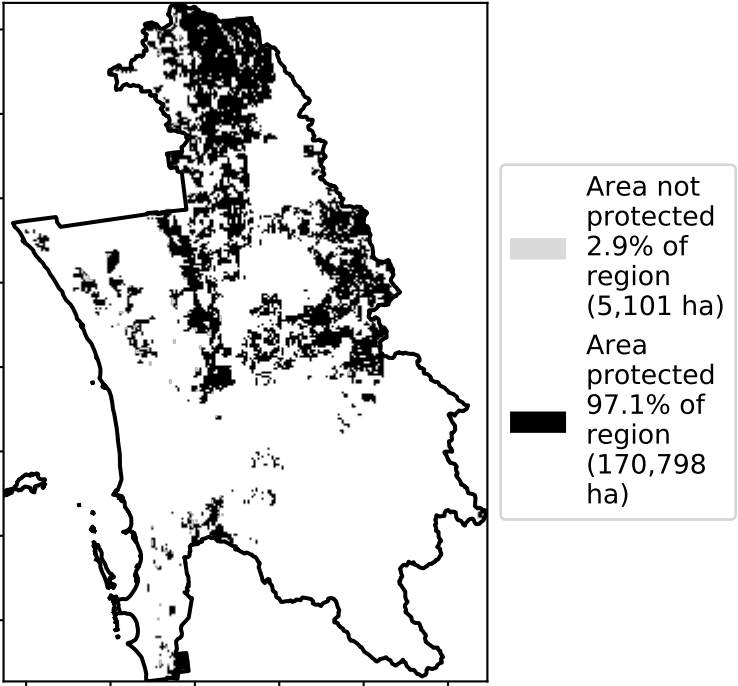 Area not
protected
2.9% of
region
(5,101 ha)
Area
protected
97.1% of
region
(170,798
ha)